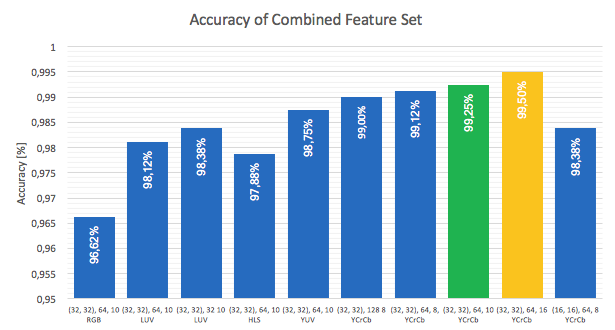 Accuracy of Combined Feature Set
Accuracy [%]
1
0,995
0,99
0,985
0,98
0,975
0,97
0,965
0,96
0,955
0,95
96,62%
98,12%
98,38%
97,88%
98,75%
99,00%
99,12%
99,25%
99,50%
98,38%
(32, 32), 64, 10
RGB
(32, 32), 64, 10
LUV
(32, 32), 32 10
LUV
(32, 32), 64, 10
HLS
(32, 32), 64, 10
YUV
(32, 32), 128 8
YCrCb
(32, 32), 64, 8,
YCrCb
(32, 32), 64, 10
YCrCb
(32, 32), 64, 16
YCrCb
(16, 16), 64, 8
YCrCb